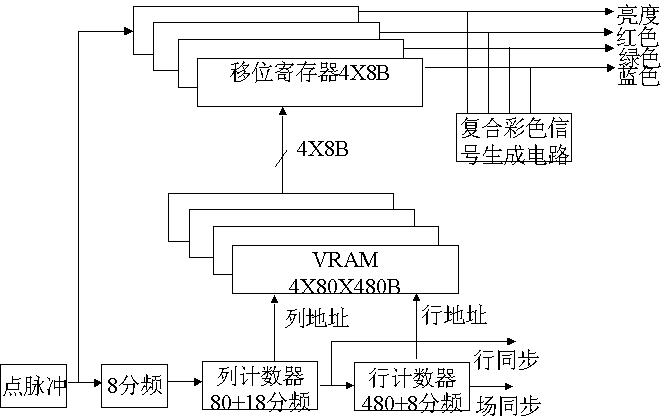 亮度
红色
绿色
蓝色
移位寄存器4X8B
复合彩色信
号生成电路
4X8B
VRAM
4X80X480B
列地址
行地址
行同步
点脉冲
8分频
列计数器
80+18分频
行计数器
480+8分频
场同步